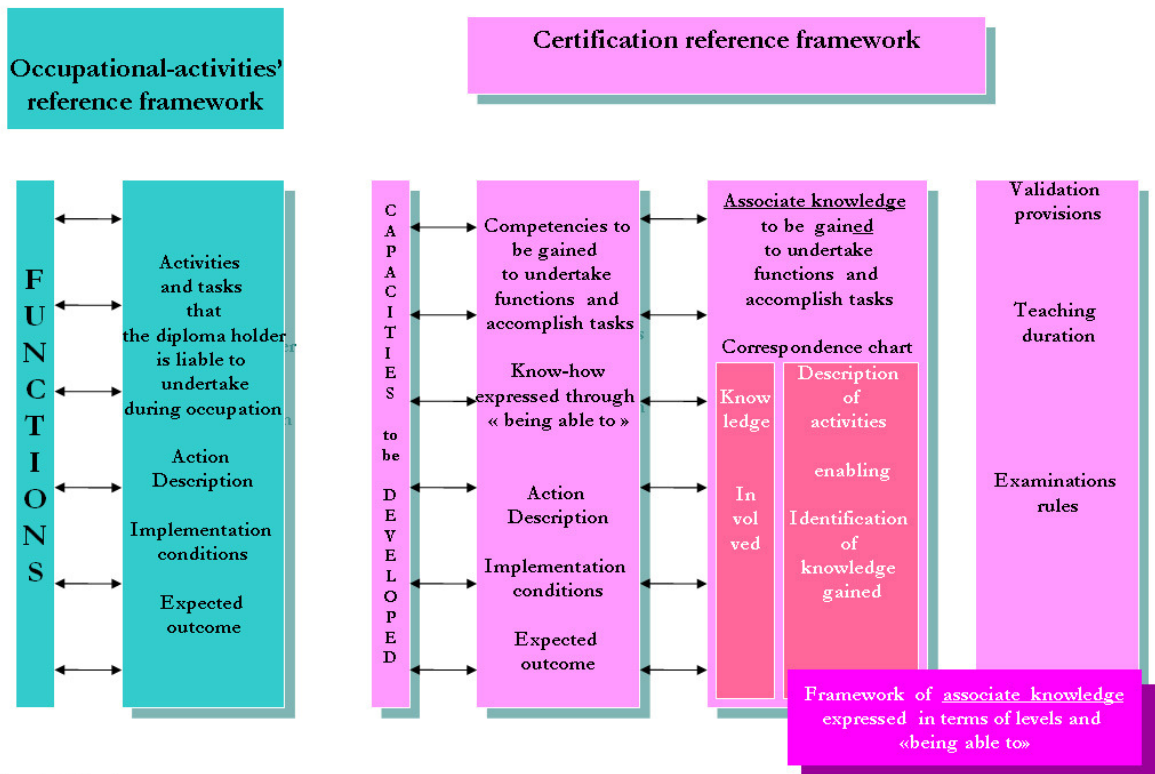 Occupational-activities'
reference framework
Certification reference framework
FUNCTIONS
Activities
and tasks
that
the diploma holder
is liable to
undertake
during occupation
Action
Description
Implementation
conditions
Expected
outcome
CAPACITIES
to
be
DEVELOPED
Competencies to
be gained
to undertake
functions and
accomplish tasks
Know-how
expressed through
« being able to »
Action
Description
Implementation
conditions
Expected
outcome
Associate knowledge
to be gained
to undertake
functions and
accomplish tasks
Correspondence chart
Know
ledge
In
vol
ved
Description
of
activities
enabling
Identification
of
knowledge
gained
Validation
provisions
Teaching
duration
Examinations
rules
Framework of associate knowledge
expressed in terms of levels and
«being able to»